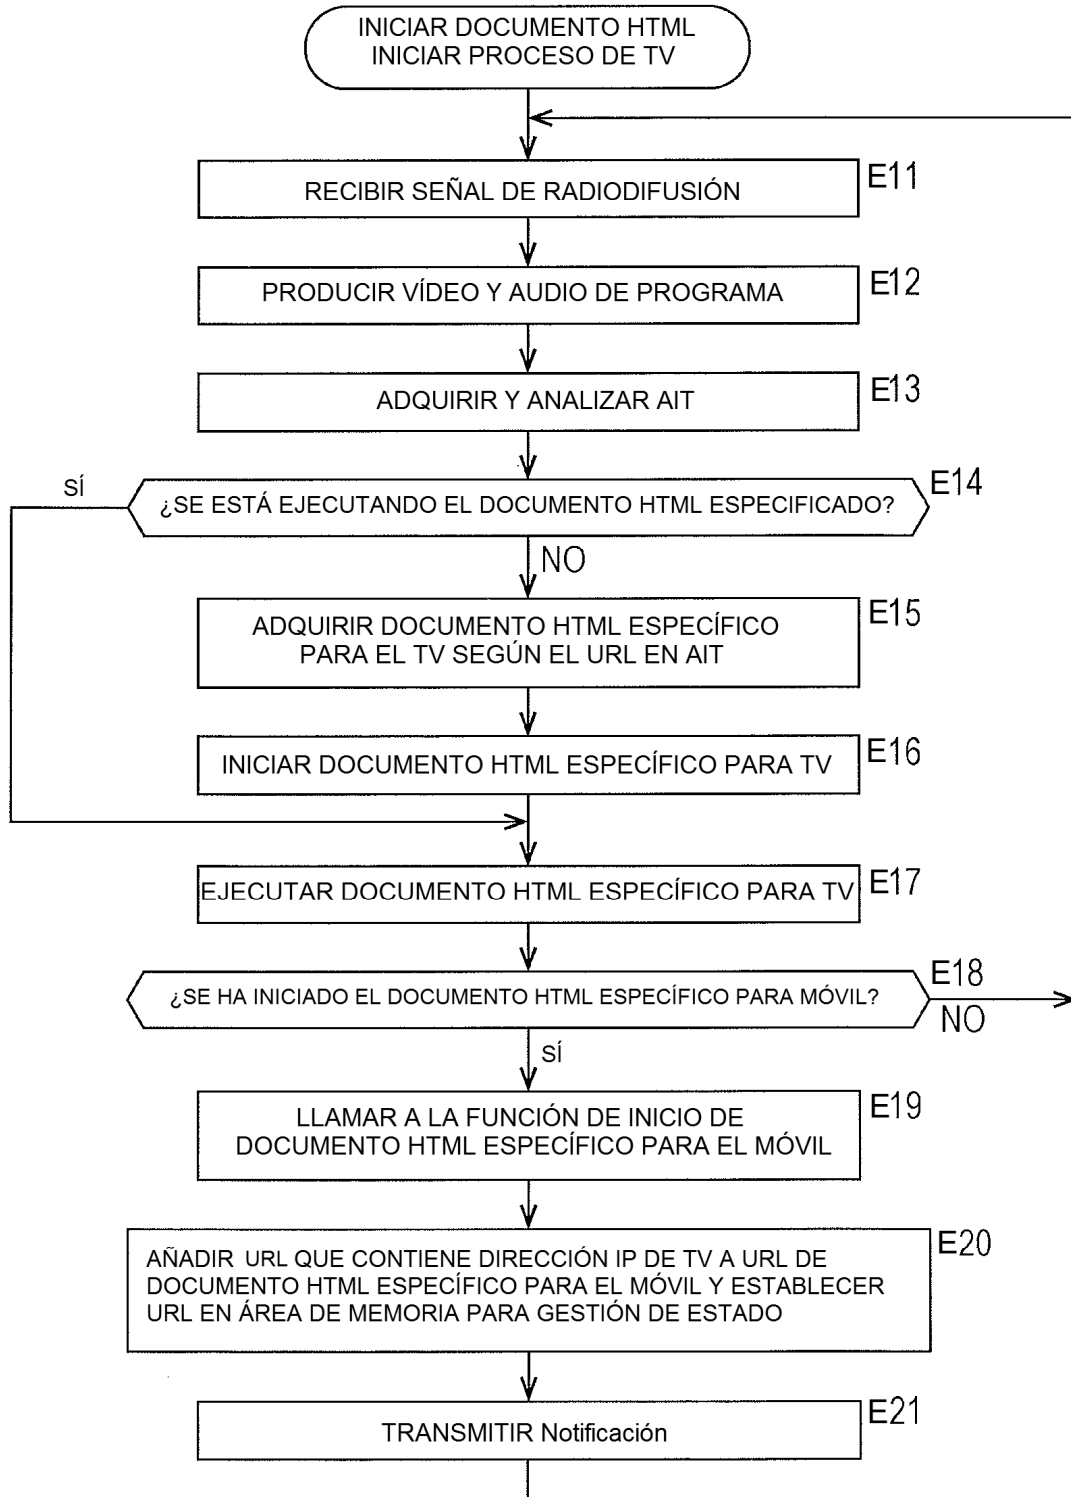 INICIAR DOCUMENTO HTML
INICIAR PROCESO DE TV
E11
RECIBIR SEÑAL DE RADIODIFUSIÓN
E12
PRODUCIR VÍDEO Y AUDIO DE PROGRAMA
E13
ADQUIRIR Y ANALIZAR AIT
E14
SÍ
¿SE ESTÁ EJECUTANDO EL DOCUMENTO HTML ESPECIFICADO?
NO
E15
ADQUIRIR DOCUMENTO HTML ESPECÍFICO
PARA EL TV SEGÚN EL URL EN AIT
E16
INICIAR DOCUMENTO HTML ESPECÍFICO PARA TV
E17
EJECUTAR DOCUMENTO HTML ESPECÍFICO PARA TV
E18
¿SE HA INICIADO EL DOCUMENTO HTML ESPECÍFICO PARA MÓVIL?
NO
SÍ
E19
LLAMAR A LA FUNCIÓN DE INICIO DE
DOCUMENTO HTML ESPECÍFICO PARA EL MÓVIL
E20
AÑADIR URL QUE CONTIENE DIRECCIÓN IP DE TV A URL DE
DOCUMENTO HTML ESPECÍFICO PARA EL MÓVIL Y ESTABLECER
URL EN ÁREA DE MEMORIA PARA GESTIÓN DE ESTADO
E21
TRANSMITIR Notificación